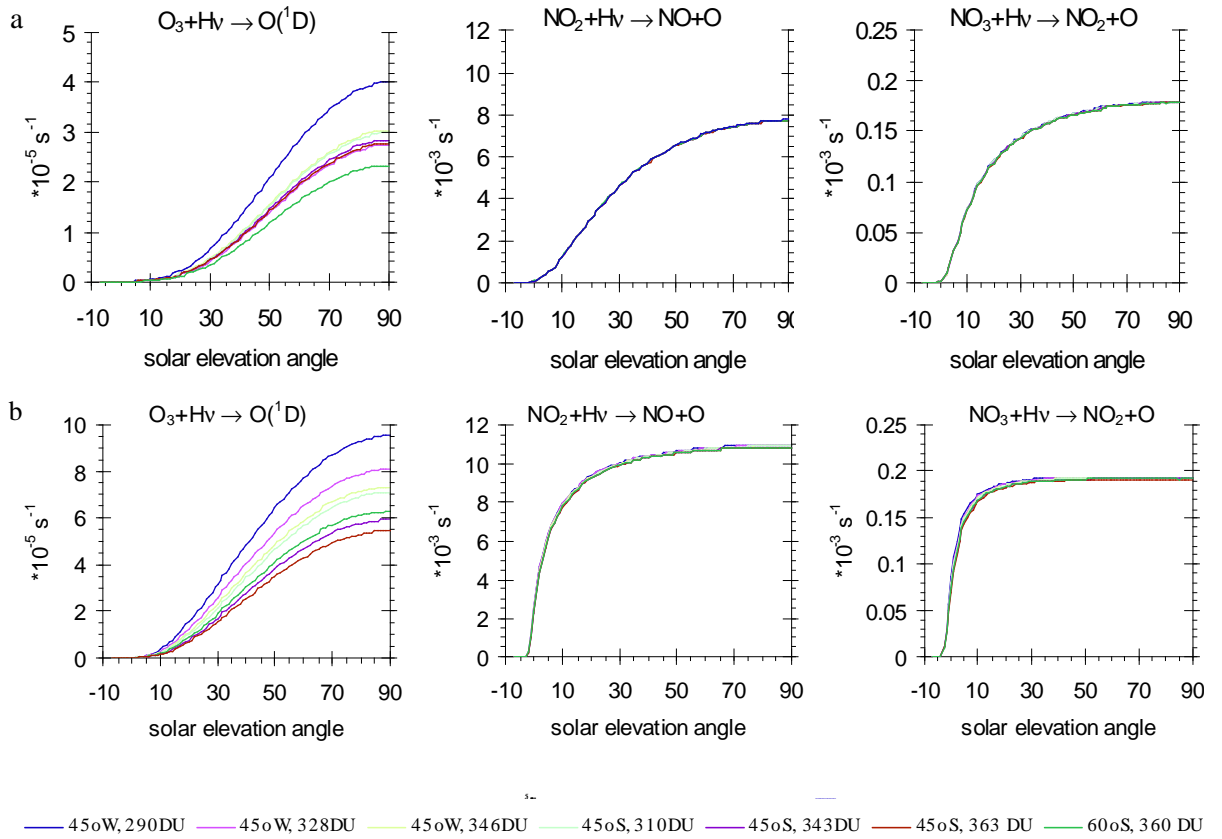 a
O₃+Hν → O(¹D)
NO₂+Hν → NO+O
NO₃+Hν → NO₂+O
5
4
3
2
1
0
*10⁻⁵ s⁻¹
-10 10 30 50 70 90
solar elevation angle
12
10
8
6
4
2
0
*10⁻³ s⁻¹
-10 10 30 50 70 90
solar elevation angle
0.25
0.2
0.15
0.1
0.05
0
*10⁻³ s⁻¹
-10 10 30 50 70 90
solar elevation angle
b
O₃+Hν → O(¹D)
NO₂+Hν → NO+O
NO₃+Hν → NO₂+O
10
8
6
4
2
0
*10⁻⁵ s⁻¹
-10 10 30 50 70 90
solar elevation angle
12
10
8
6
4
2
0
*10⁻³ s⁻¹
-10 10 30 50 70 90
solar elevation angle
0.25
0.2
0.15
0.1
0.05
0
*10⁻³ s⁻¹
-10 10 30 50 70 90
solar elevation angle
45oW, 290DU 45oW, 328DU 45oW, 346DU 45oS, 310DU 45oS, 343DU 45oS, 363 DU 60oS, 360 DU